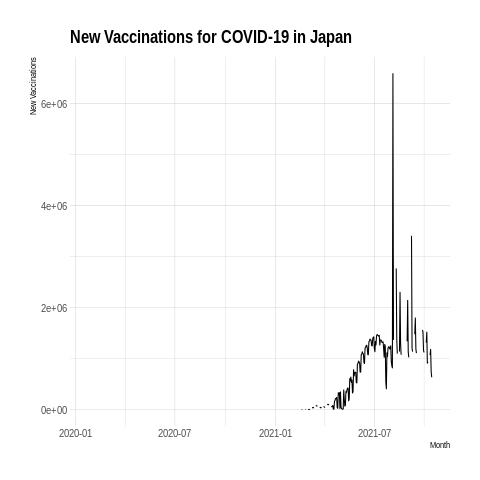 New Vaccinations for COVID-19 in Japan
New Vaccinations
6e+06
4e+06
2e+06
0e+00
2020-01 2020-07 2021-01 2021-07
Month